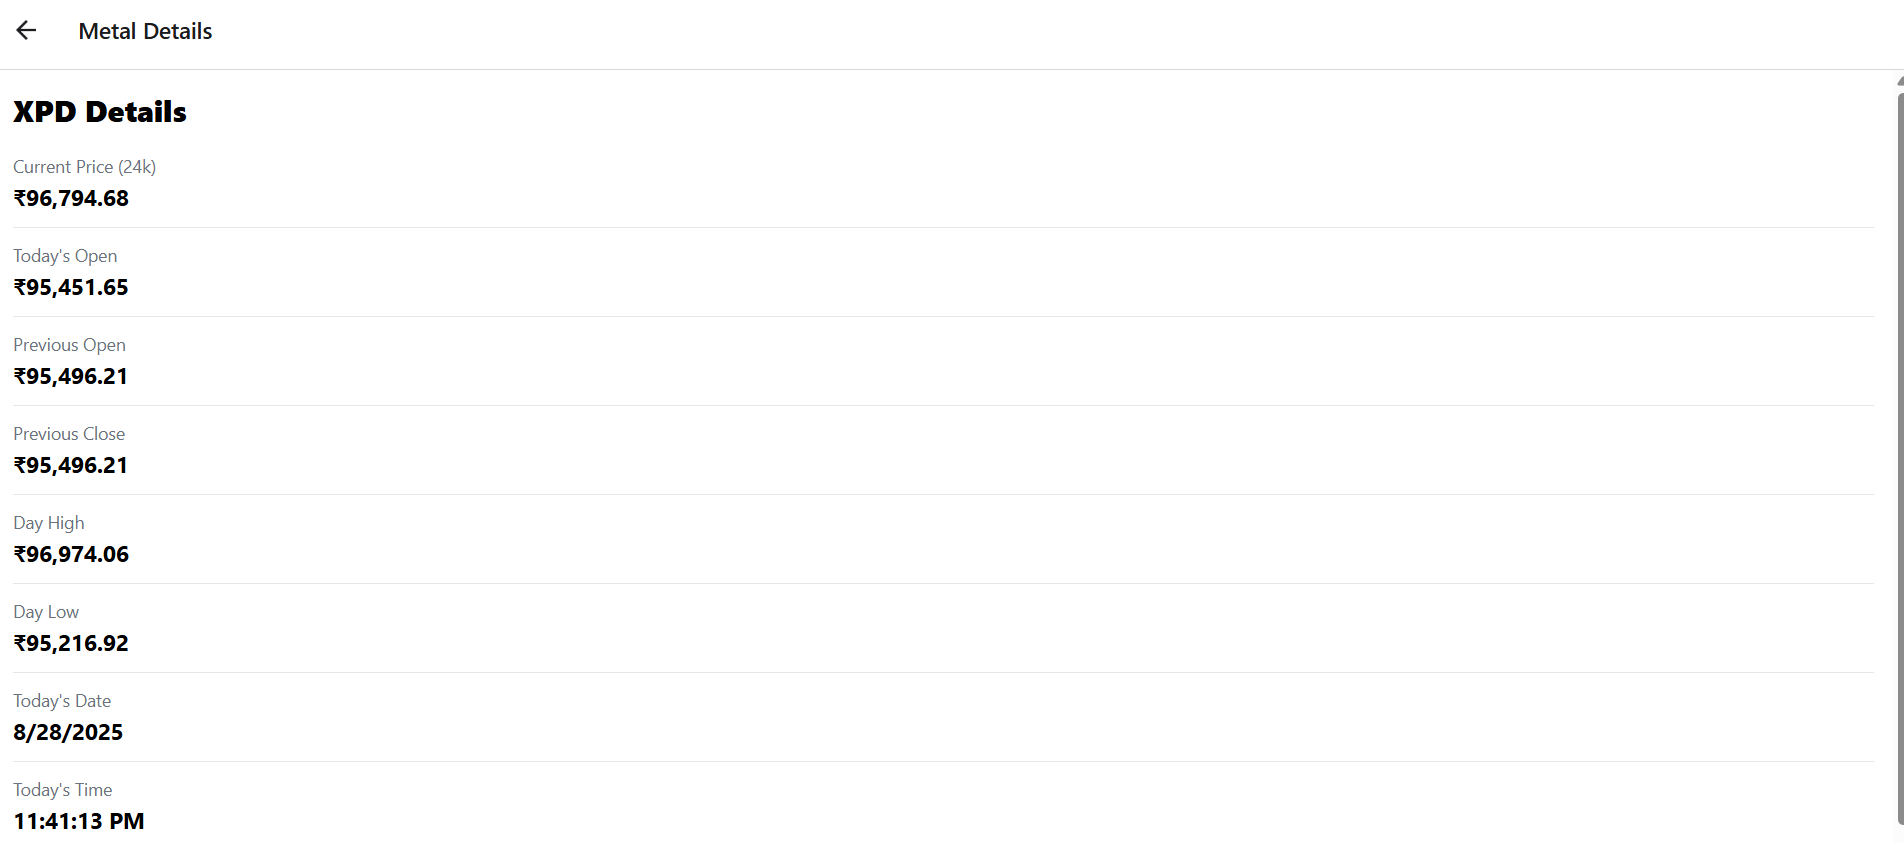 Metal Details
XPD Details
Current Price (24k)
₹96,794.68
Today's Open
₹95,451.65
Previous Open
₹95,496.21
Previous Close
₹95,496.21
Day High
₹96,974.06
Day Low
₹95,216.92
Today's Date
8/28/2025
Today's Time
11:41:13 PM